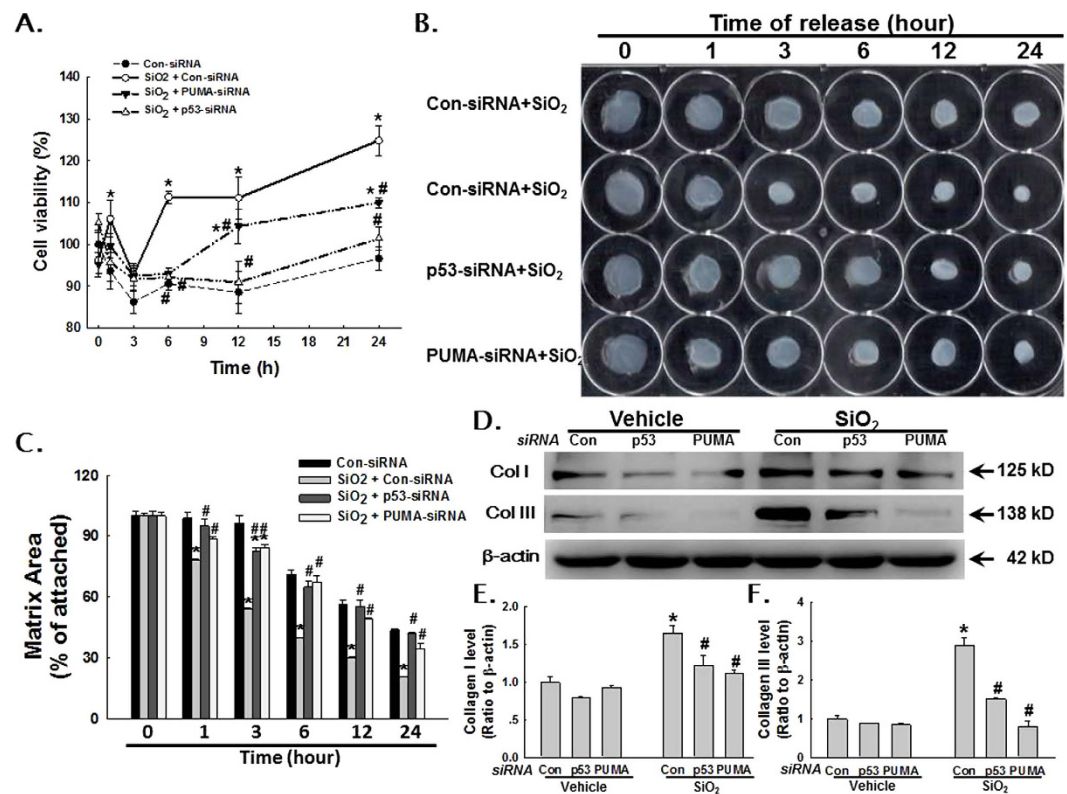 A.
Con-siRNA
SiO2 + Con-siRNA
SiO₂ + PUMA-siRNA
SiO₂ + p53-siRNA
Cell viability (%)
140
130
120
110
100
90
80
* * * * * # * # # # # #
0 3 6 9 12 15 18 21 24
Time (h)
B.
Time of release (hour)
0 1 3 6 12 24
Con-siRNA+SiO₂
Con-siRNA+SiO₂
p53-siRNA+SiO₂
PUMA-siRNA+SiO₂
C.
Con-siRNA
SiO2 + Con-siRNA
SiO₂ + p53-siRNA
SiO₂ + PUMA-siRNA
Matrix Area
(% of attached)
120
90
60
30
0
* # # * ## ** * # # * # # * # #
0 1 3 6 12 24
Time (hour)
D.
Vehicle SiO₂
siRNA Con p53 PUMA Con p53 PUMA
Col I 125 kD
Col III 138 kD
β-actin 42 kD
E.
Collagen I level
(Ratio to β-actin)
2.0
1.5
1.0
.5
0.0
* # #
siRNA Con p53 PUMA Con p53 PUMA
Vehicle SiO₂
F.
Collagen III level
(Ratio to β-actin)
4
3
2
1
0
* # #
siRNA Con p53 PUMA Con p53 PUMA
Vehicle SiO₂